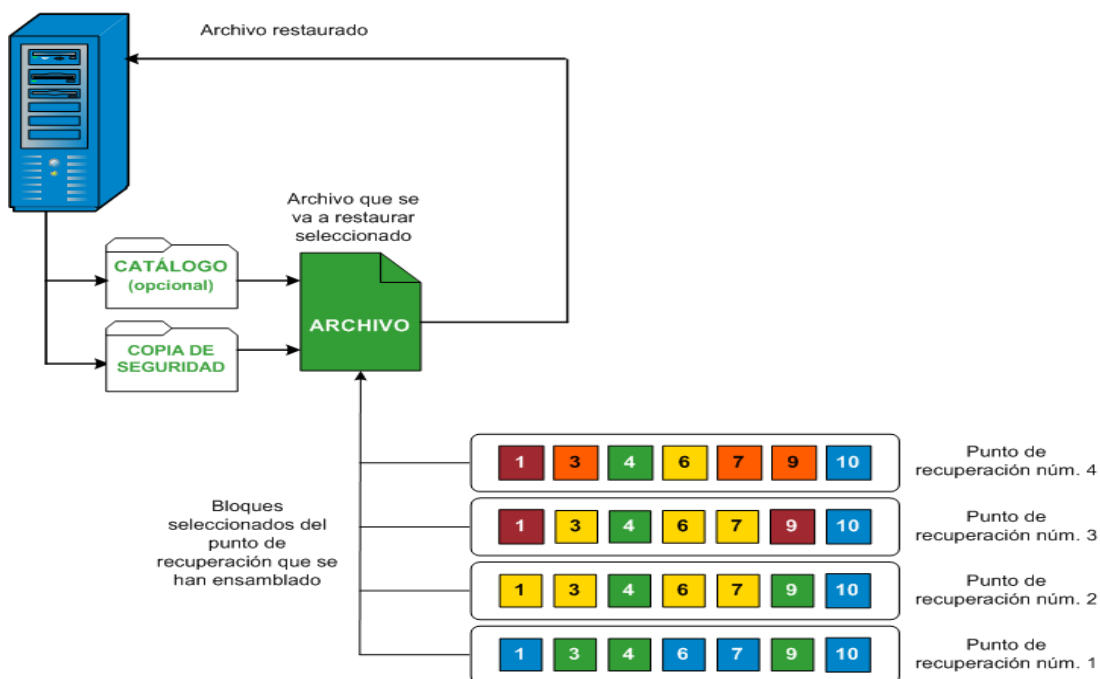 Archivo restaurado
Archivo que se
va a restaurar
seleccionado
CATÁLOGO
(opcional)
ARCHIVO
COPIA DE
SEGURIDAD
1 3 4 6 7 9 10
Punto de
recuperación núm. 4
Bloques
seleccionados del
punto de
recuperación que se
han ensamblado
1 3 4 6 7 9 10
Punto de
recuperación núm. 3
1 3 4 6 7 9 10
Punto de
recuperación núm. 2
1 3 4 6 7 9 10
Punto de
recuperación núm. 1